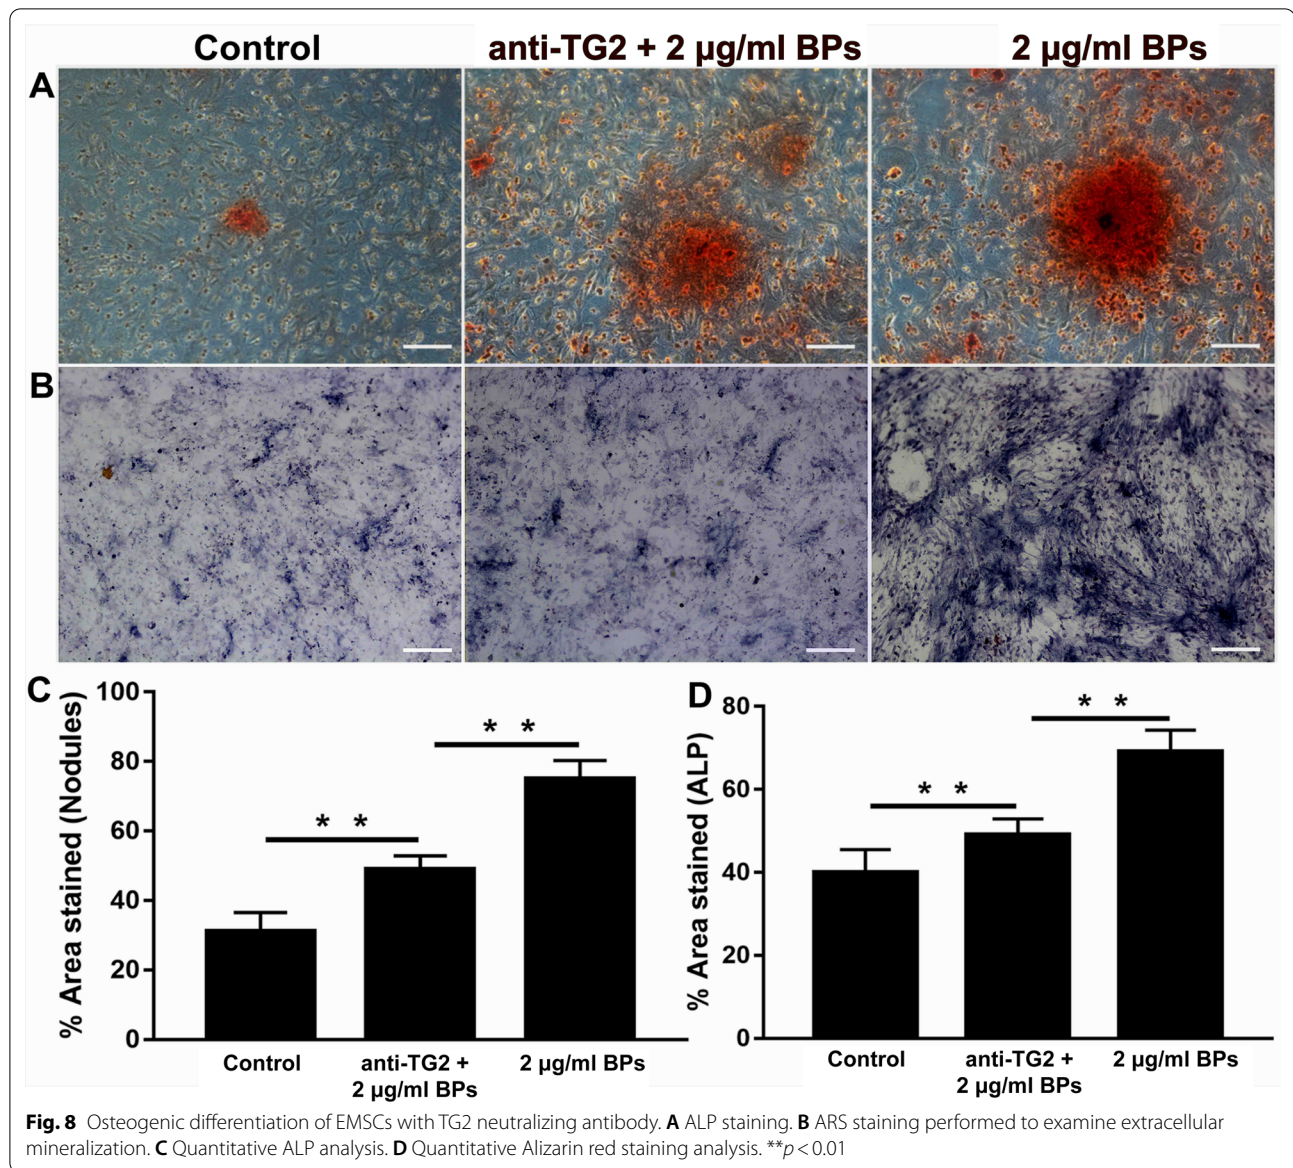 Control anti-TG2 + 2 µg/ml BPs 2 µg/ml BPs
A
B
C
% Area stained (Nodules)
100
80
60
40
20
0
* *
* *
Control anti-TG2 + 2 µg/ml BPs
2 µg/ml BPs
D
% Area stained (ALP)
80
60
40
20
0
* *
* *
Control anti-TG2 + 2 µg/ml BPs
2 µg/ml BPs
Fig. 8 Osteogenic differentiation of EMSCs with TG2 neutralizing antibody. A ALP staining. B ARS staining performed to examine extracellular
mineralization. C Quantitative ALP analysis. D Quantitative Alizarin red staining analysis. **p < 0.01